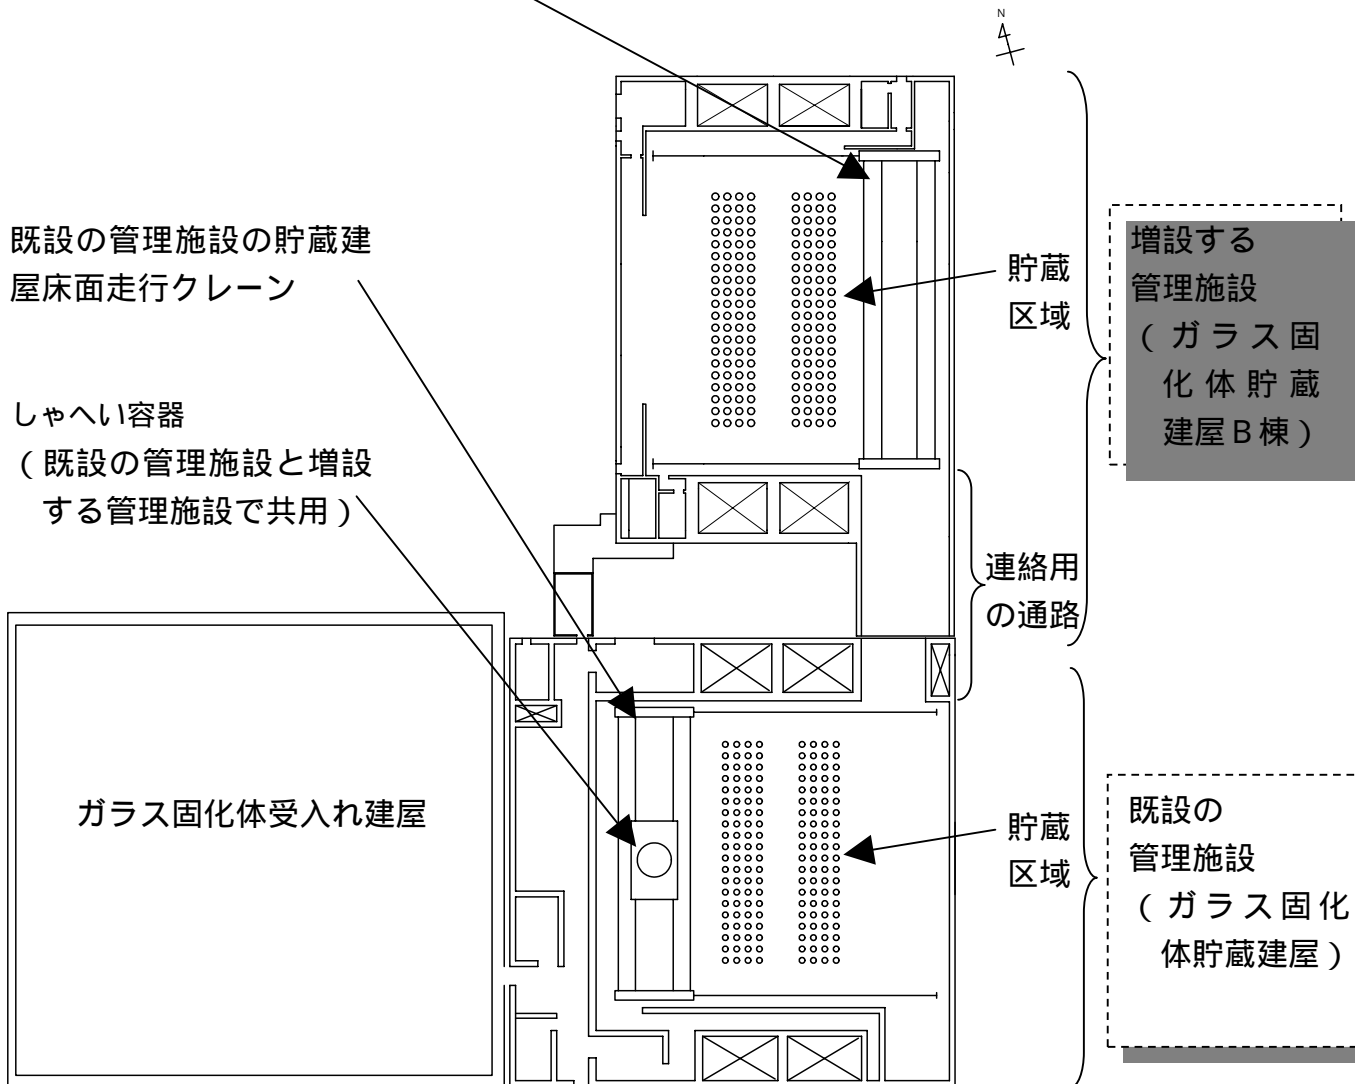 N
既設の管理施設の貯蔵建
屋床面走行クレーン
しゃへい容器
（既設の管理施設と増設
する管理施設で共用）
貯蔵
区域
増設する
管理施設
（ガラス固
化体貯蔵
建屋B棟）
連絡用
の通路
ガラス固化体受入れ建屋
貯蔵
区域
既設の
管理施設
（ガラス固化
体貯蔵建屋）